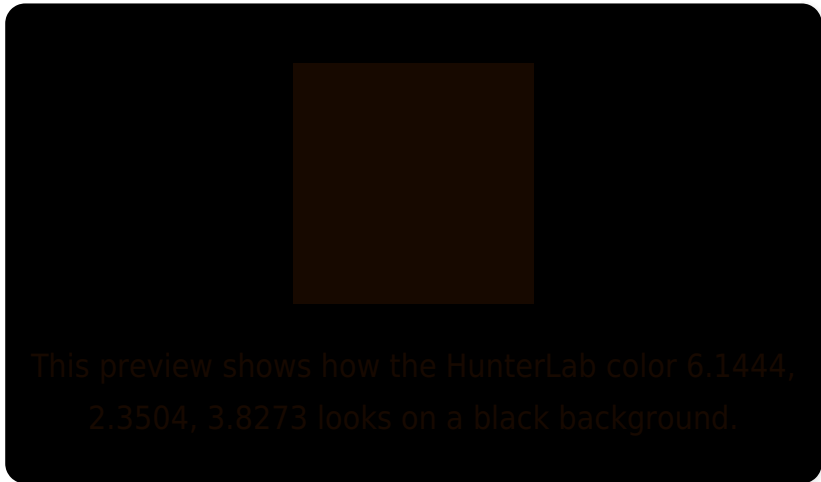 This preview shows how the HunterLab color 6.1444,
2.3504, 3.8273 looks on a black background.